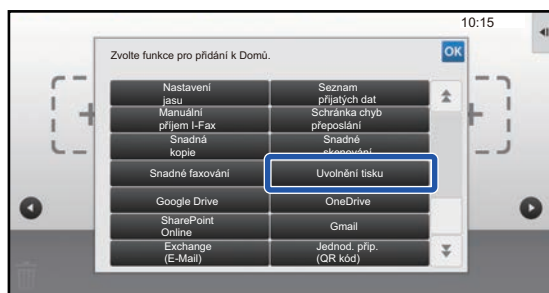 10:15
Zvolte funkce pro přidání k Domů.
OK
Nastavení
jasu
Seznam
přijatých dat
Manuální
příjem I-Fax
Schránka chyb
přeposlání
Snadná
kopie
Snadné
skenování
Snadné faxování
Uvolnění tisku
Google Drive
OneDrive
SharePoint
Online
Gmail
Exchange
(E-Mail)
Jednod. přip.
(QR kód)